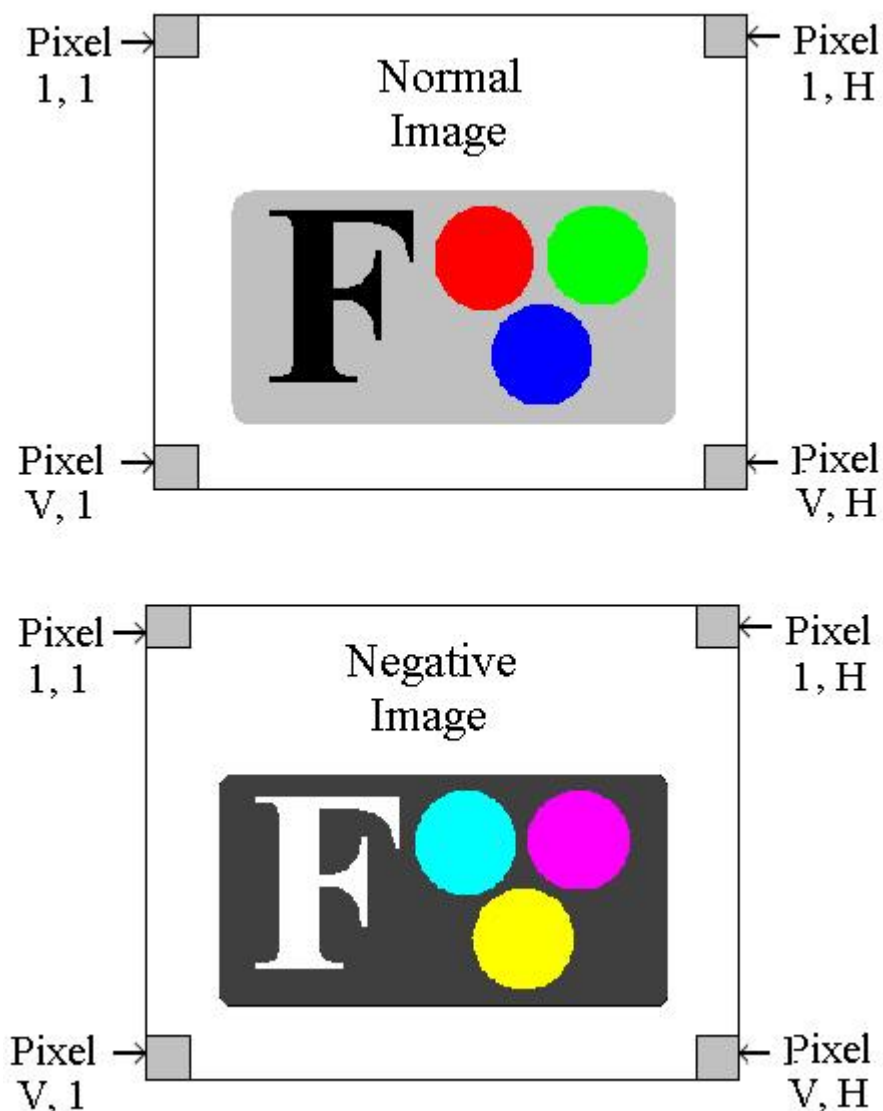 Pixel
1, 1
Pixel
1, H
Normal
Image
F
Pixel
V, 1
Pixel
V, H
Pixel
1, 1
Pixel
1, H
Negative
Image
F
Pixel
V, 1
Pixel
V, H